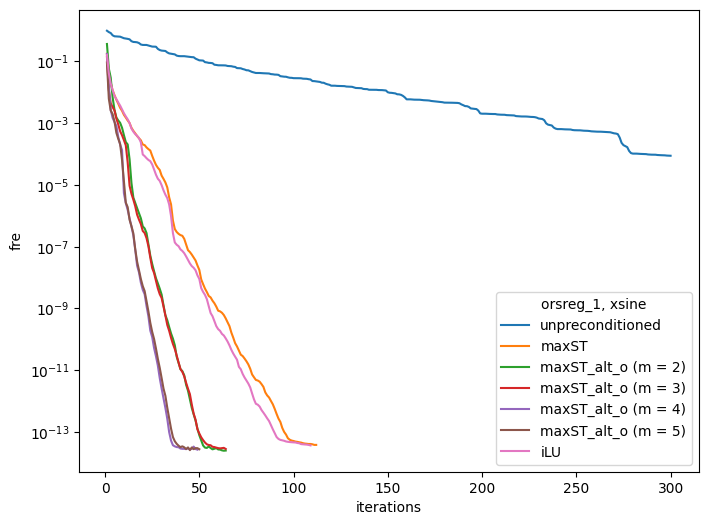 fre
10⁻¹
10⁻³
10⁻⁵
10⁻⁷
10⁻⁹
10⁻¹¹
10⁻¹³
0 50 100 150 200 250 300
iterations
orsreg_1, xsine
unpreconditioned
maxST
maxST_alt_o (m = 2)
maxST_alt_o (m = 3)
maxST_alt_o (m = 4)
maxST_alt_o (m = 5)
iLU